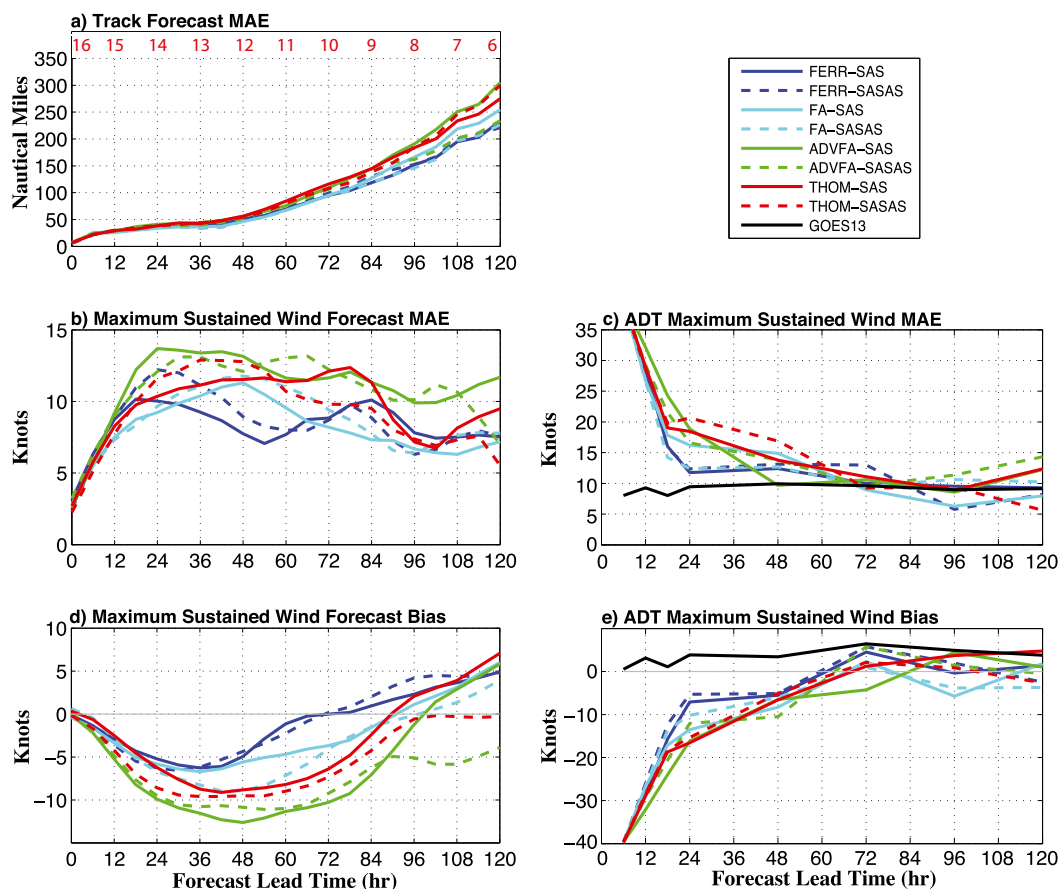 a) Track Forecast MAE
16 15 14 13 12 11 10 9 8 7 6
350
300
250
200
150
100
50
0
Nautical Miles
0 12 24 36 48 60 72 84 96 108 120
FERR–SAS
FERR–SASAS
FA–SAS
FA–SASAS
ADVFA–SAS
ADVFA–SASAS
THOM–SAS
THOM–SASAS
GOES13
b) Maximum Sustained Wind Forecast MAE
15
10
5
0
Knots
0 12 24 36 48 60 72 84 96 108 120
c) ADT Maximum Sustained Wind MAE
35
30
25
20
15
10
5
0
Knots
0 12 24 36 48 60 72 84 96 108 120
d) Maximum Sustained Wind Forecast Bias
10
5
0
−5
−10
Knots
0 12 24 36 48 60 72 84 96 108 120
Forecast Lead Time (hr)
e) ADT Maximum Sustained Wind Bias
0
−10
−20
−30
−40
Knots
0 12 24 36 48 60 72 84 96 108 120
Forecast Lead Time (hr)